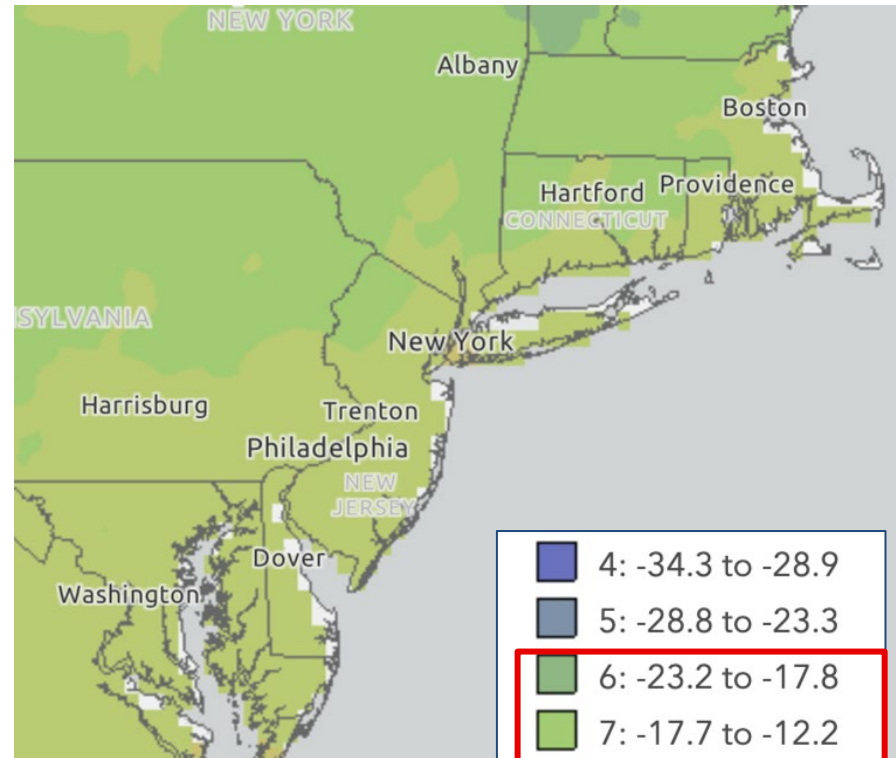 NEW YORK
Albany
Boston
Hartford
Providence
CONNECTICUT
SYLVANIA
New York
Harrisburg
Trenton
Philadelphia
NEW
JERSEY
Dover
Washington
4: -34.3 to -28.9
5: -28.8 to -23.3
6: -23.2 to -17.8
7: -17.7 to -12.2